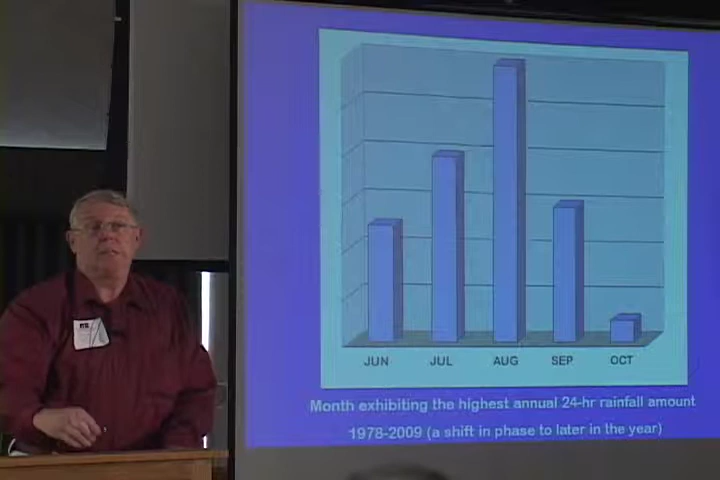 JUN JUL AUG SEP OCT
Month exhibiting the highest annual 24-hr rainfall amount
1978-2009 (a shift in phase to later in the year)